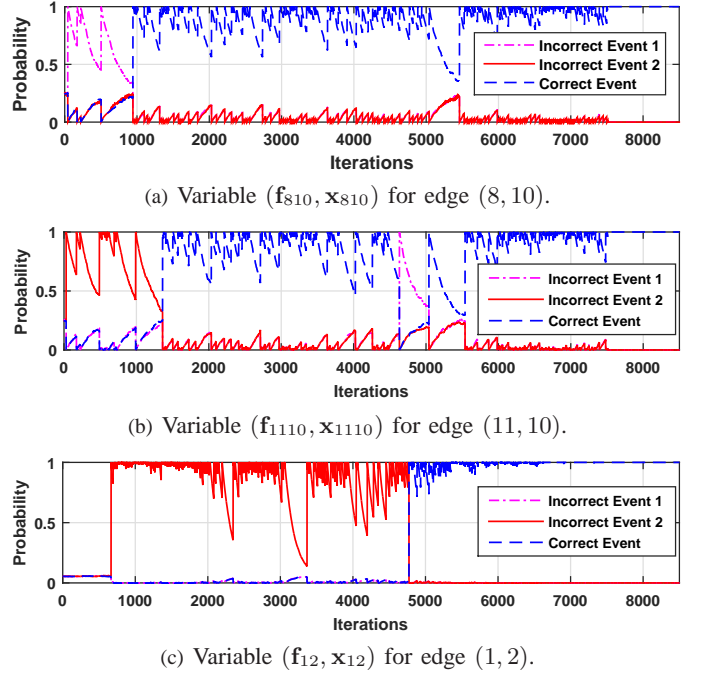 1
0.5
0
Probability
Incorrect Event 1
Incorrect Event 2
Correct Event
0 1000 2000 3000 4000 5000 6000 7000 8000
Iterations
(a) Variable (f₈₁₀, x₈₁₀) for edge (8, 10).
1
0.5
0
Probability
Incorrect Event 1
Incorrect Event 2
Correct Event
0 1000 2000 3000 4000 5000 6000 7000 8000
Iterations
(b) Variable (f₁₁₁₀, x₁₁₁₀) for edge (11, 10).
1
0.5
0
Probability
Incorrect Event 1
Incorrect Event 2
Correct Event
0 1000 2000 3000 4000 5000 6000 7000 8000
Iterations
(c) Variable (f₁₂, x₁₂) for edge (1, 2).